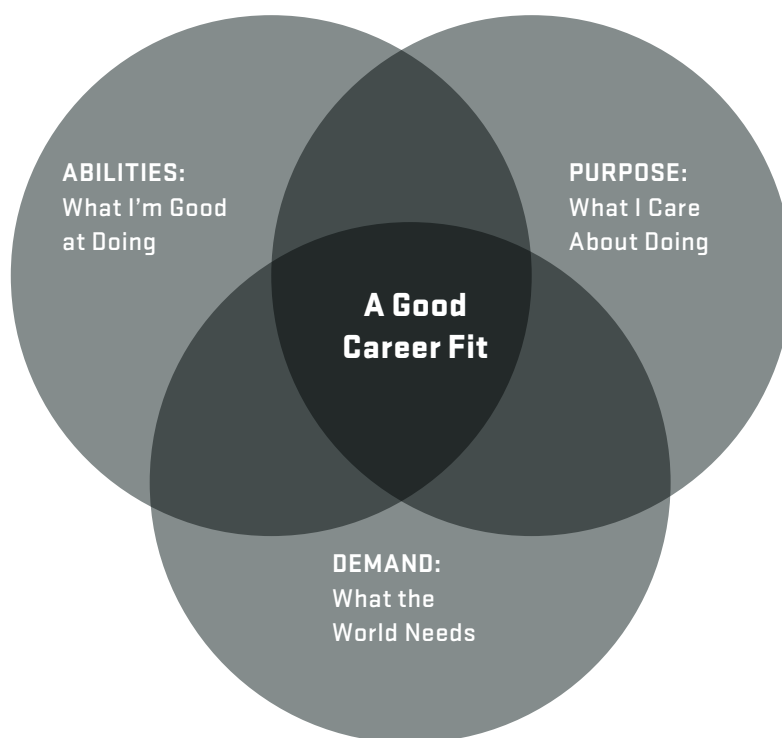 ABILITIES:
What I'm Good
at Doing
PURPOSE:
What I Care
About Doing
A Good
Career Fit
DEMAND:
What the
World Needs